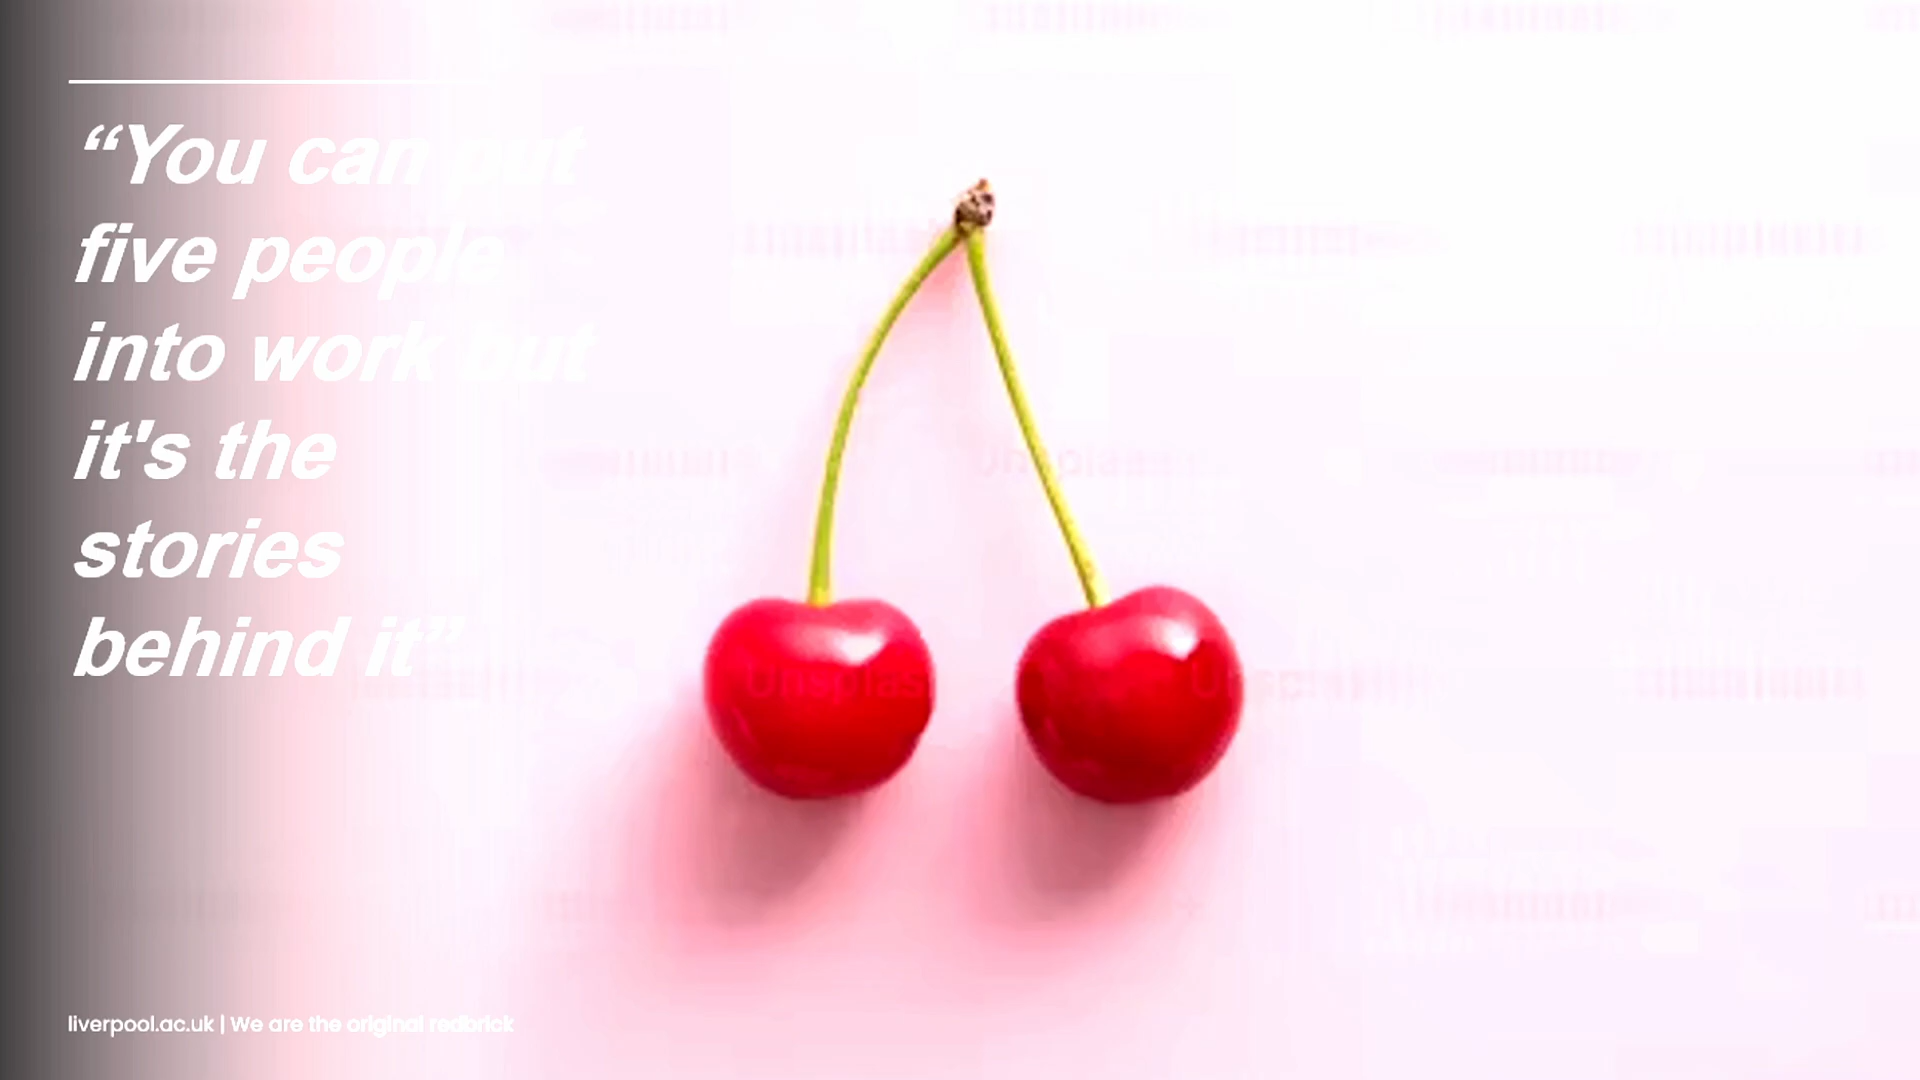 “You can put
five people
into work but
it's the
stories
behind it”
Unsplash
liverpool.ac.uk | We are the original redbrick